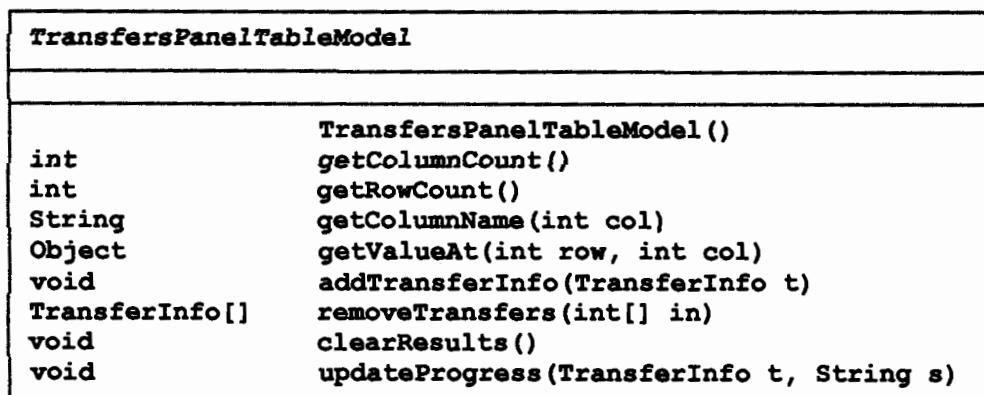 TransfersPanelTableModel
TransfersPanelTableModel()
int getColumnCount()
int getRowCount()
String getColumnName(int col)
Object getValueAt(int row, int col)
void addTransferInfo(TransferInfo t)
TransferInfo[] removeTransfers(int[] in)
void clearResults()
void updateProgress(TransferInfo t, String s)